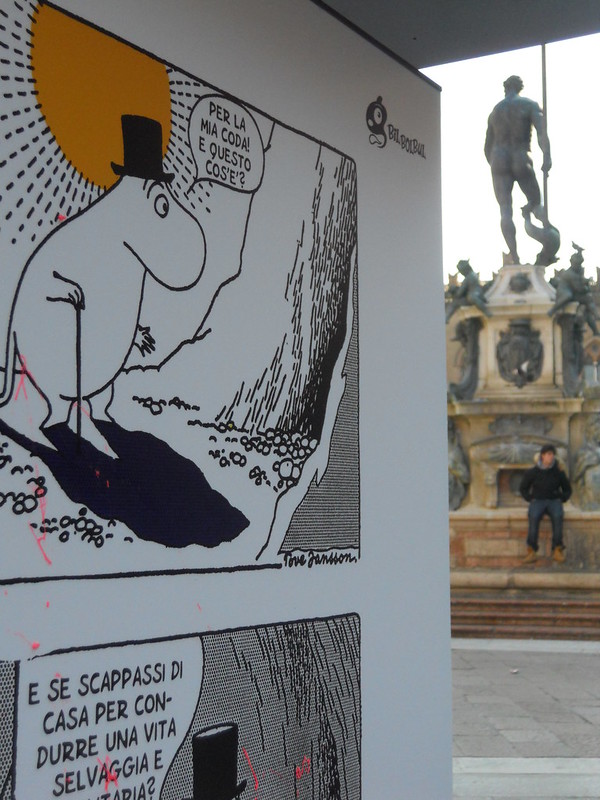 PER LA
MIA CODA!
E QUESTO
COS'E'?
BILBOLBUL
Tove Jansson
E SE SCAPPASSI DI
CASA PER CON-
DURRE UNA VITA
SELVAGGIA E